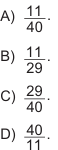 A) 11/40.
B) 11/29.
C) 29/40.
D) 40/11.